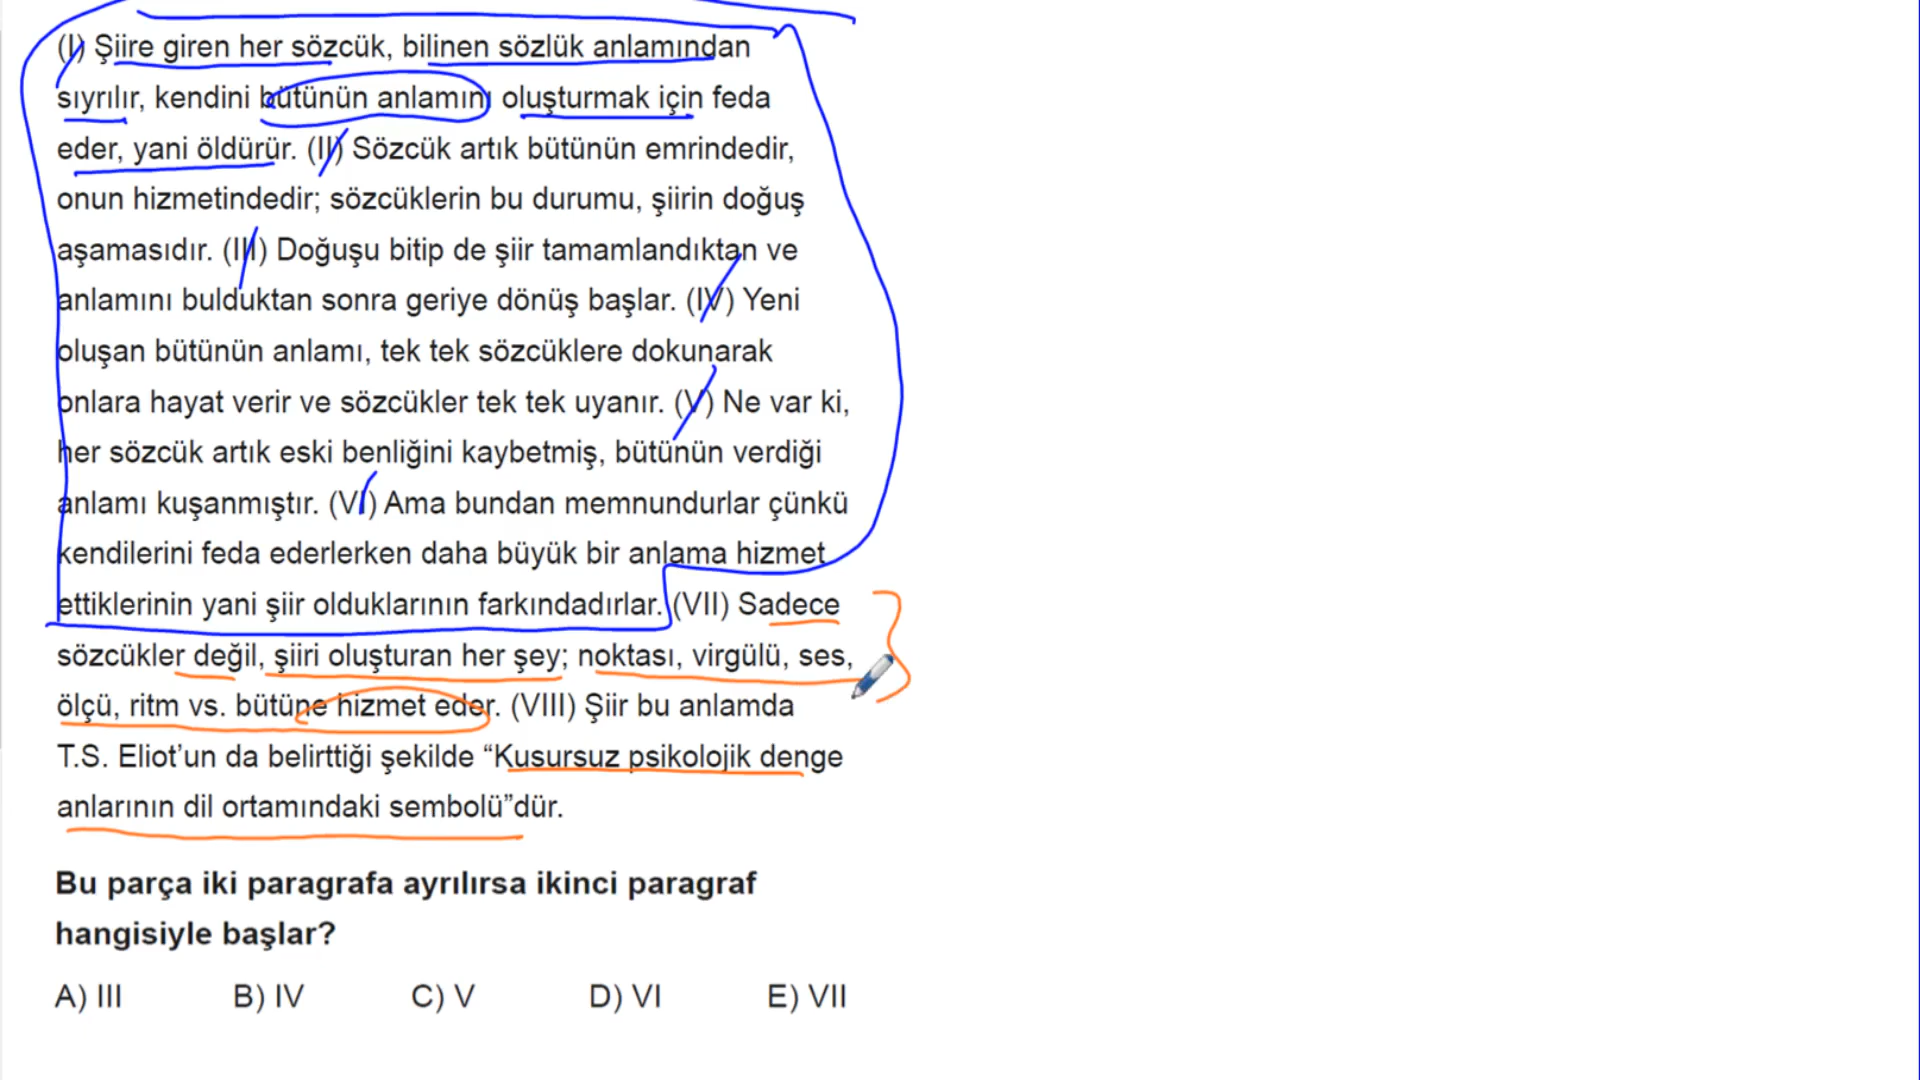 (I) Şiire giren her sözcük, bilinen sözlük anlamından
sıyrılır, kendini bütünün anlamını oluşturmak için feda
eder, yani öldürür. (II) Sözcük artık bütünün emrindedir,
onun hizmetindedir; sözcüklerin bu durumu, şiirin doğuş
aşamasıdır. (III) Doğuşu bitip de şiir tamamlandıktan ve
anlamını bulduktan sonra geriye dönüş başlar. (IV) Yeni
oluşan bütünün anlamı, tek tek sözcüklere dokunarak
onlara hayat verir ve sözcükler tek tek uyanır. (V) Ne var ki,
her sözcük artık eski benliğini kaybetmiş, bütünün verdiği
anlamı kuşanmıştır. (VI) Ama bundan memnundurlar çünkü
kendilerini feda ederlerken daha büyük bir anlama hizmet
ettiklerinin yani şiir olduklarının farkındadırlar. (VII) Sadece
sözcükler değil, şiiri oluşturan her şey; noktası, virgülü, ses,
ölçü, ritm vs. bütüne hizmet eder. (VIII) Şiir bu anlamda
T.S. Eliot’un da belirttiği şekilde “Kusursuz psikolojik denge
anlarının dil ortamındaki sembolü”dür.
Bu parça iki paragrafa ayrılırsa ikinci paragraf
hangisiyle başlar?
A) III B) IV C) V D) VI E) VII